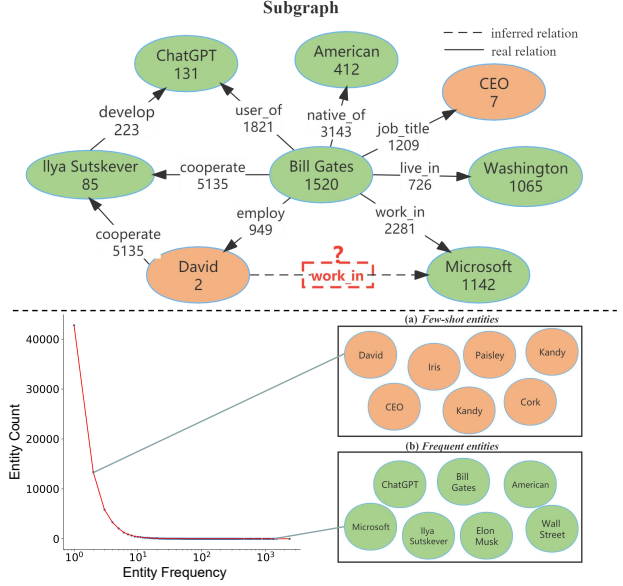 Subgraph
inferred relation
real relation
ChatGPT
131
American
412
CEO
7
develop
223
user_of
1821
native_of
3143
job_title
1209
Ilya Sutskever
85
cooperate
5135
Bill Gates
1520
live_in
726
Washington
1065
cooperate
5135
employ
949
work_in
2281
David
2
?
work_in
Microsoft
1142
(a) Few-shot entities
David
Iris
Paisley
Kandy
CEO
Kandy
Cork
(b) Frequent entities
ChatGPT
Bill
Gates
American
Microsoft
Ilya
Sutskever
Elon
Musk
Wall
Street
Entity Count
40000
30000
20000
10000
0
10⁰
10¹
10²
10³
Entity Frequency